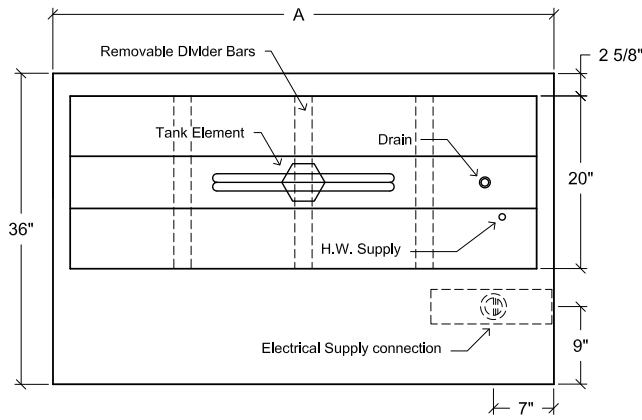 A
Removable Divider Bars
2 5/8"
Tank Element
Drain
20"
36"
H.W. Supply
Electrical Supply connection
9"
7"